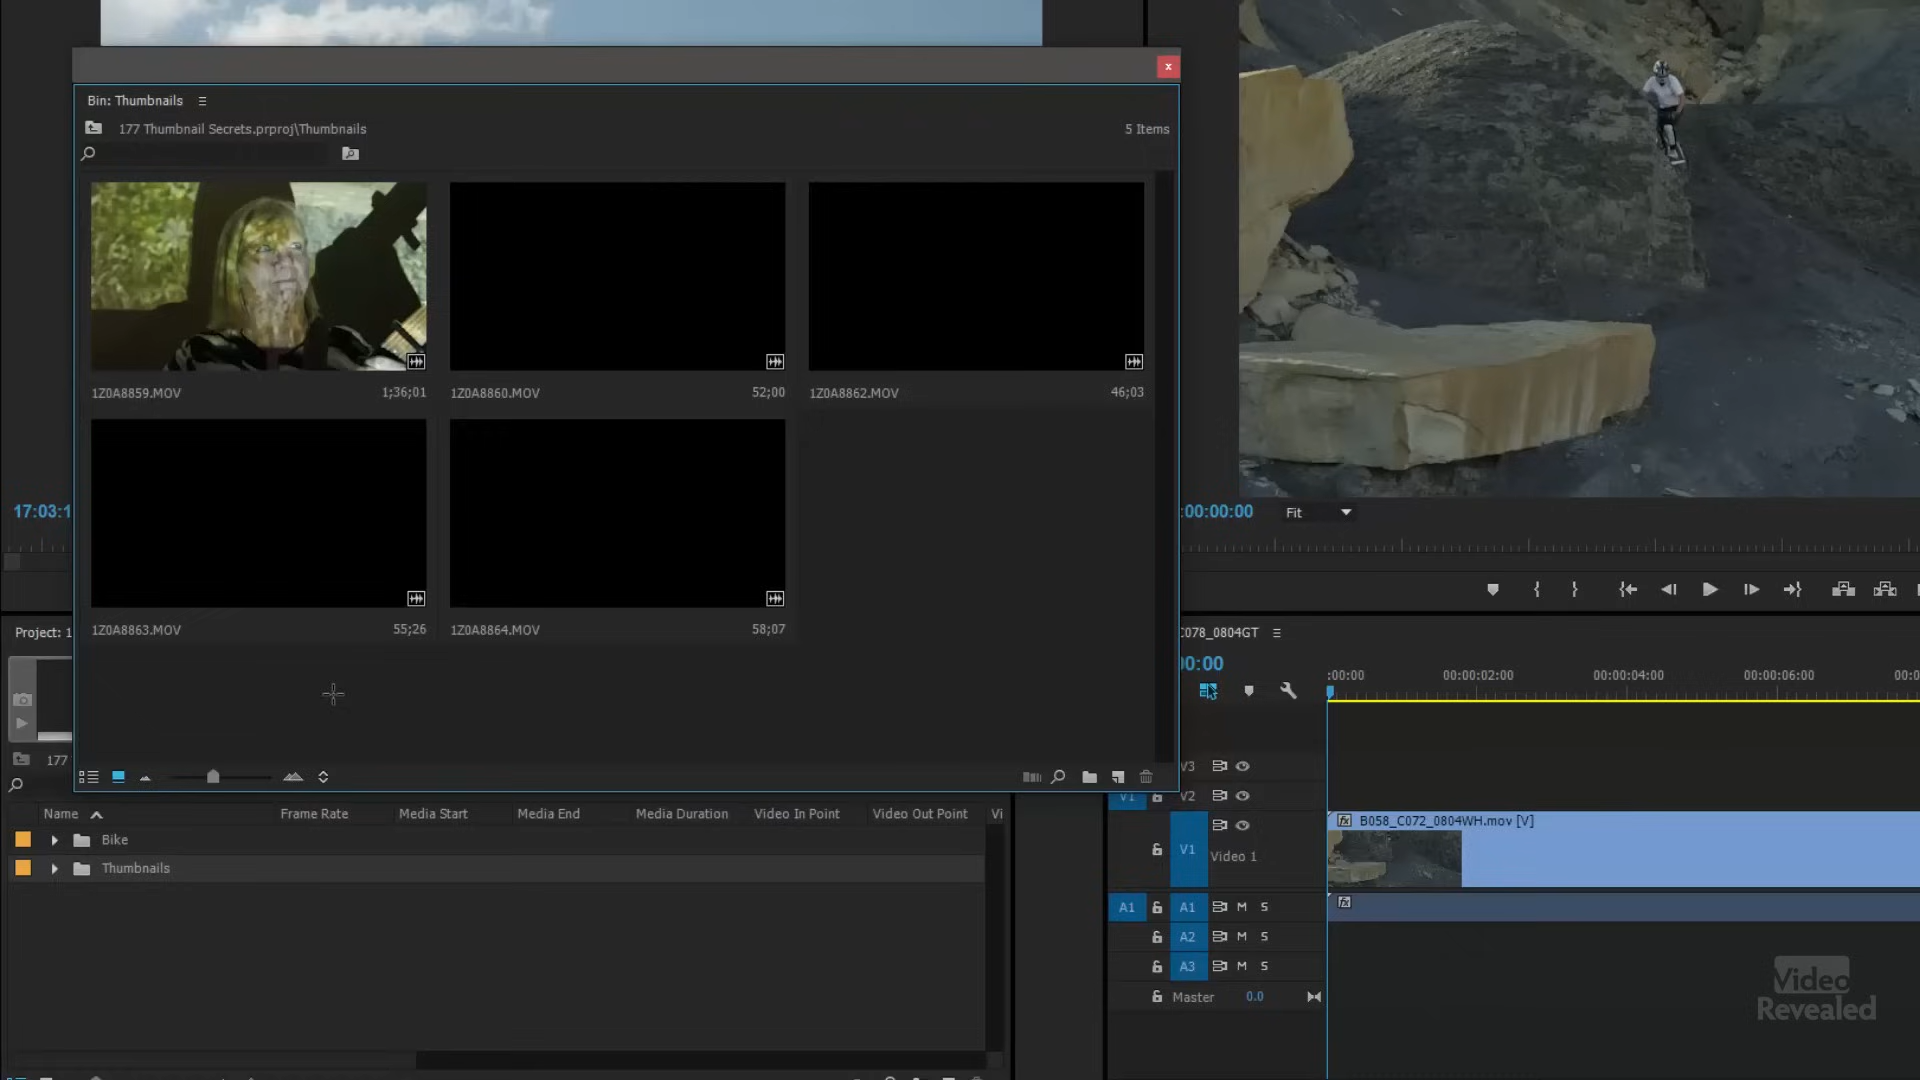 Bin: Thumbnails
177 Thumbnail Secrets.prproj\Thumbnails
5 Items
1Z0A8859.MOV 1;36;01
1Z0A8860.MOV 52;00
1Z0A8862.MOV 46;03
1Z0A8863.MOV 55;26
1Z0A8864.MOV 58;07
17:03:1
:00:00:00
Fit
Project: 1
177
Name Frame Rate Media Start Media End Media Duration Video In Point Video Out Point Vi
Bike
Thumbnails
C078_0804GT
00:00
:00:00 00:00:02:00 00:00:04:00 00:00:06:00 00:0
V3
V1 V2
B058_C072_0804WH.mov [V]
V1 Video 1
A1 A1 M S
A2 M S
A3 M S
Master 0.0
Video
Revealed